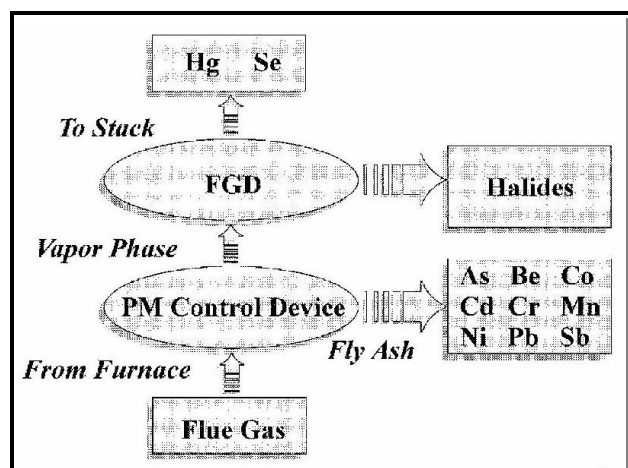 Hg Se
To Stack
FGD
Halides
Vapor Phase
As Be Co
PM Control Device
Cd Cr Mn
Ni Pb Sb
Fly Ash
From Furnace
Flue Gas